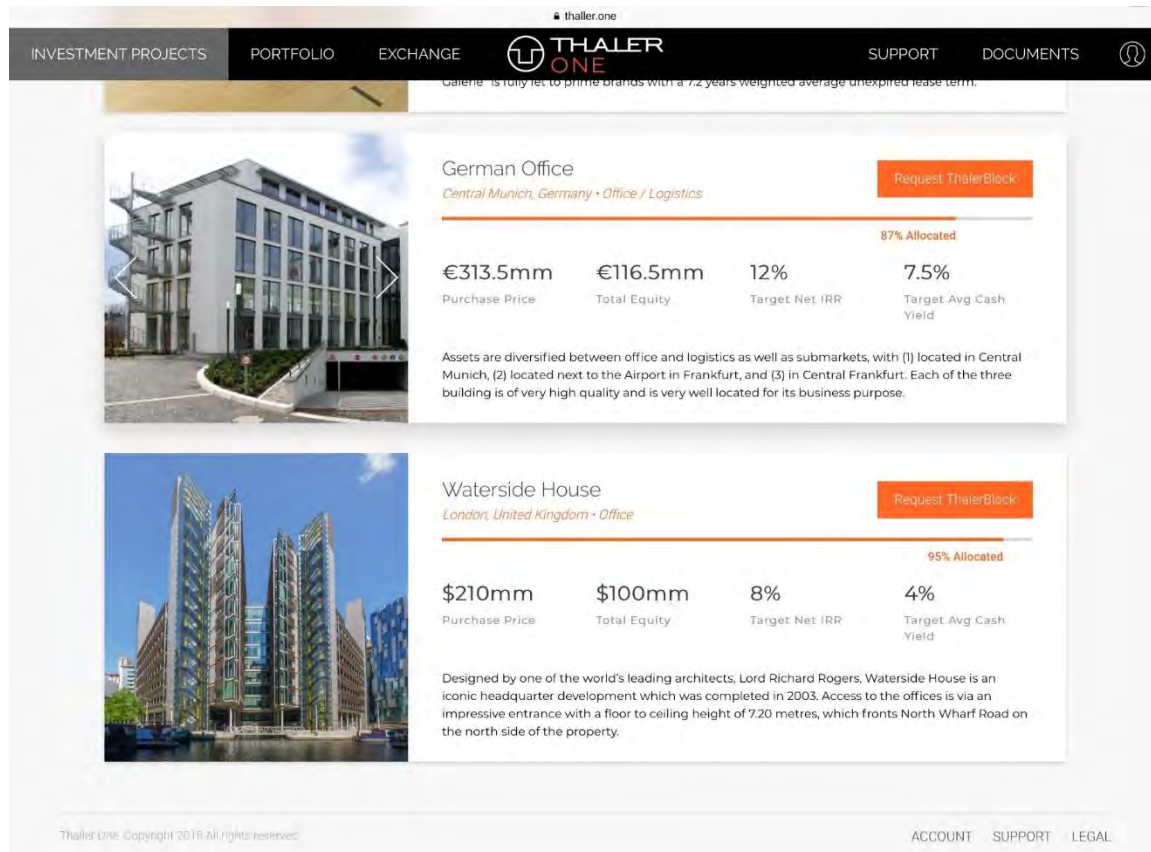 thaller.one
INVESTMENT PROJECTS PORTFOLIO EXCHANGE THALER ONE SUPPORT DOCUMENTS
Galerie" is fully let to prime brands with a 7.2 years weighted average unexpired lease term.
German Office
Central Munich, Germany • Office / Logistics
Request ThalerBlock
87% Allocated
€313.5mm €116.5mm 12% 7.5%
Purchase Price Total Equity Target Net IRR Target Avg Cash
Yield
Assets are diversified between office and logistics as well as submarkets, with (1) located in Central
Munich, (2) located next to the Airport in Frankfurt, and (3) in Central Frankfurt. Each of the three
building is of very high quality and is very well located for its business purpose.
Waterside House
London, United Kingdom • Office
Request ThalerBlock
95% Allocated
$210mm $100mm 8% 4%
Purchase Price Total Equity Target Net IRR Target Avg Cash
Yield
Designed by one of the world's leading architects, Lord Richard Rogers, Waterside House is an
iconic headquarter development which was completed in 2003. Access to the offices is via an
impressive entrance with a floor to ceiling height of 7.20 metres, which fronts North Wharf Road on
the north side of the property.
Thaller One. Copyright 2018 All rights reserved
ACCOUNT SUPPORT LEGAL